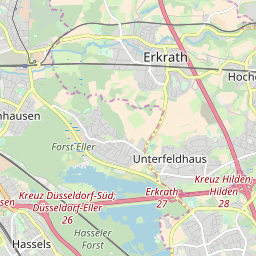 Erkrath
Hoch
nhausen
Forst Eller
Unterfeldhaus
Kreuz Düsseldorf-Süd;
Düsseldorf-Eller
26
Erkrath
27
Kreuz Hilden;
Hilden
28
Hasseler
Forst
Hassels
sen